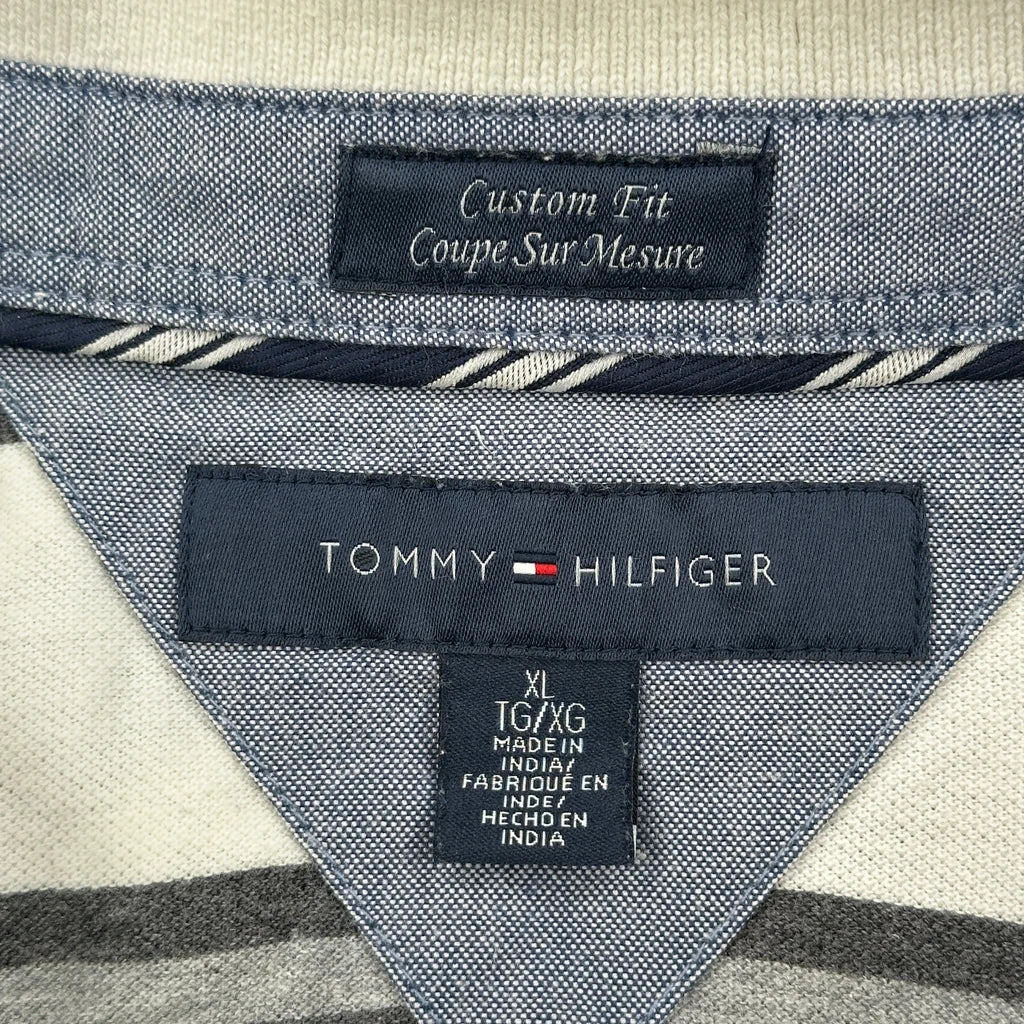 Custom Fit
Coupe Sur Mesure
TOMMY HILFIGER
XL
TG/XG
MADE IN
INDIA/
FABRIQUÉ EN
INDE/
HECHO EN
INDIA